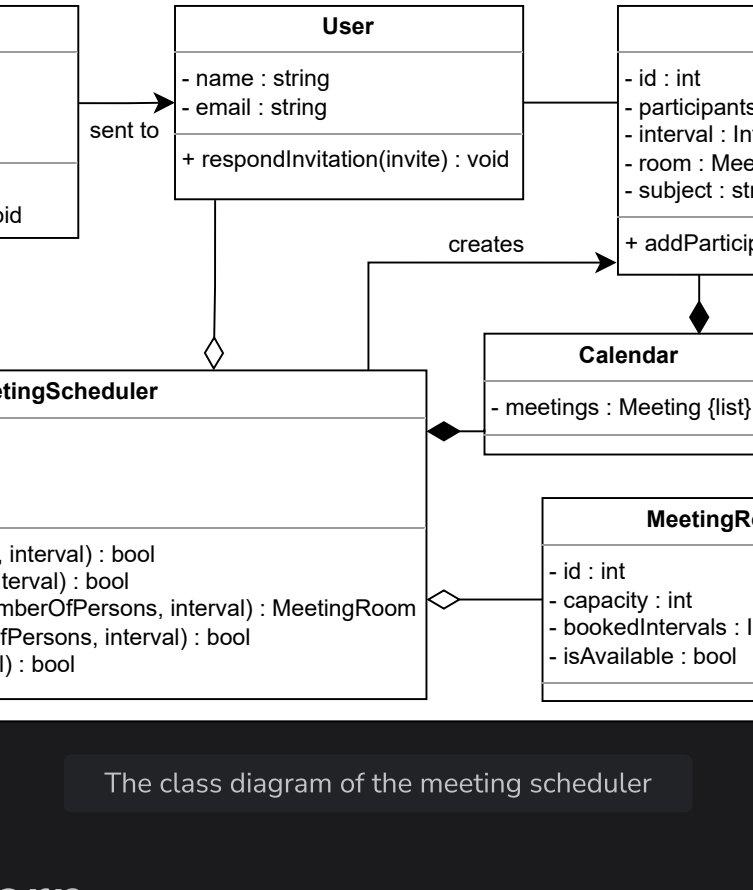 User
- name : string
- email : string
+ respondInvitation(invite) : void
sent to
oid
- id : int
- participants
- interval : In
- room : Mee
- subject : str
+ addParticip
creates
etingScheduler
, interval) : bool
terval) : bool
mberOfPersons, interval) : MeetingRoom
fPersons, interval) : bool
l) : bool
Calendar
- meetings : Meeting {list}
MeetingR
- id : int
- capacity : int
- bookedIntervals : I
- isAvailable : bool
The class diagram of the meeting scheduler